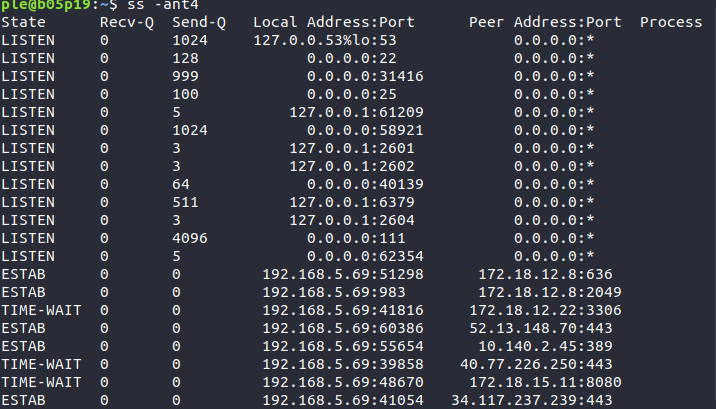 ple@b05p19:~$ ss -ant4
State Recv-Q Send-Q Local Address:Port Peer Address:Port Process
LISTEN 0 1024 127.0.0.53%lo:53 0.0.0.0:*
LISTEN 0 128 0.0.0.0:22 0.0.0.0:*
LISTEN 0 999 0.0.0.0:31416 0.0.0.0:*
LISTEN 0 100 0.0.0.0:25 0.0.0.0:*
LISTEN 0 5 127.0.0.1:61209 0.0.0.0:*
LISTEN 0 1024 0.0.0.0:58921 0.0.0.0:*
LISTEN 0 3 127.0.0.1:2601 0.0.0.0:*
LISTEN 0 3 127.0.0.1:2602 0.0.0.0:*
LISTEN 0 64 0.0.0.0:40139 0.0.0.0:*
LISTEN 0 511 127.0.0.1:6379 0.0.0.0:*
LISTEN 0 3 127.0.0.1:2604 0.0.0.0:*
LISTEN 0 4096 0.0.0.0:111 0.0.0.0:*
LISTEN 0 5 0.0.0.0:62354 0.0.0.0:*
ESTAB 0 0 192.168.5.69:51298 172.18.12.8:636
ESTAB 0 0 192.168.5.69:983 172.18.12.8:2049
TIME-WAIT 0 0 192.168.5.69:41816 172.18.12.22:3306
ESTAB 0 0 192.168.5.69:60386 52.13.148.70:443
ESTAB 0 0 192.168.5.69:55654 10.140.2.45:389
TIME-WAIT 0 0 192.168.5.69:39858 40.77.226.250:443
TIME-WAIT 0 0 192.168.5.69:48670 172.18.15.11:8080
ESTAB 0 0 192.168.5.69:41054 34.117.237.239:443